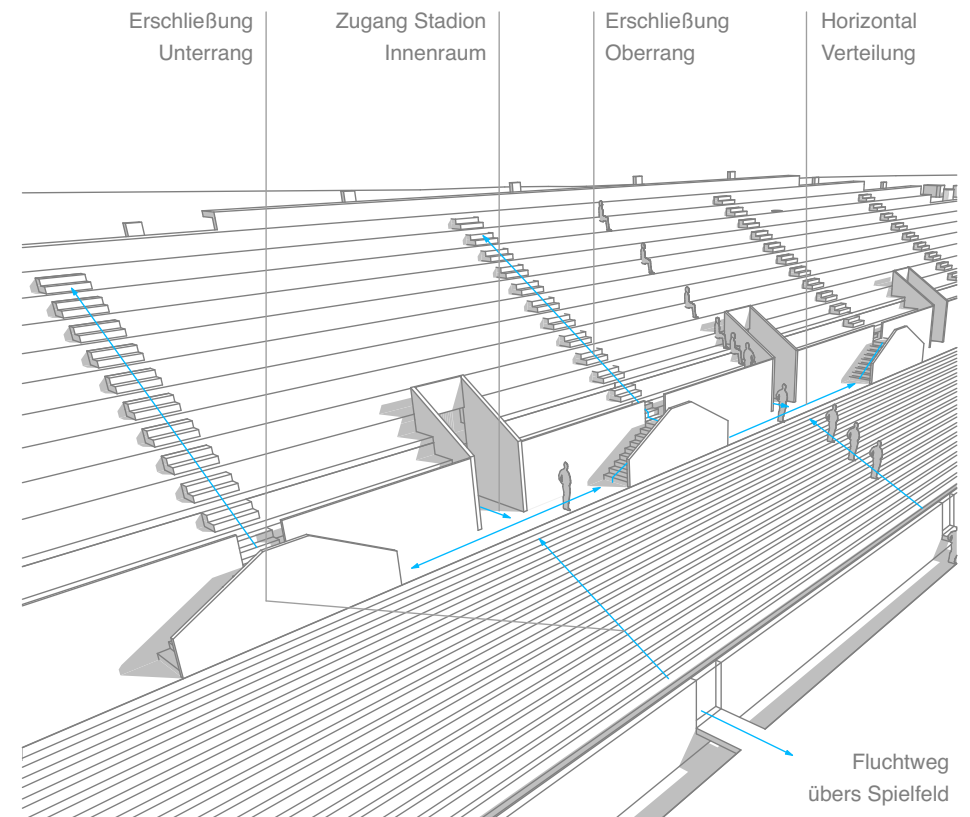 Erschließung
Unterrang
Zugang Stadion
Innenraum
Erschließung
Oberrang
Horizontal
Verteilung
Fluchtweg
übers Spielfeld